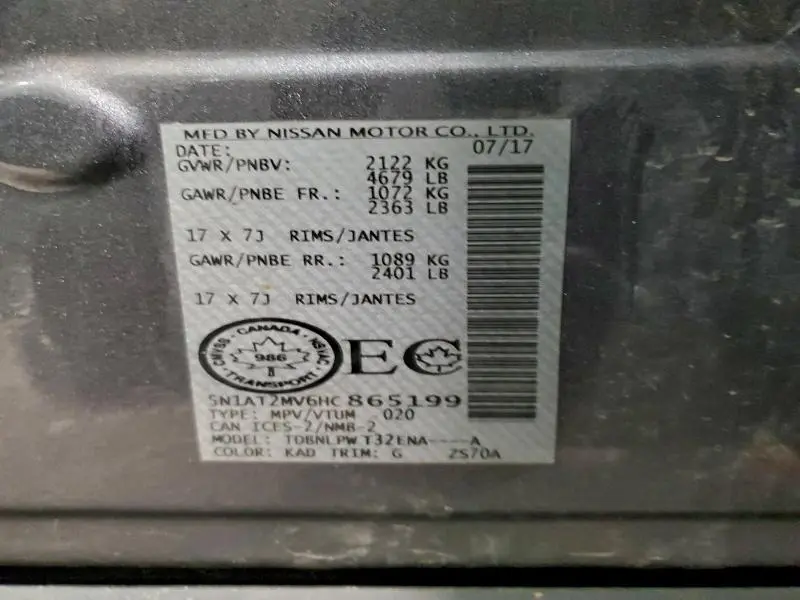 MFD BY NISSAN MOTOR CO., LTD.
DATE: 07/17
GVWR/PNBV: 2122 KG
4679 LB
GAWR/PNBE FR.: 1072 KG
2363 LB
17 X 7J RIMS/JANTES
GAWR/PNBE RR.: 1089 KG
2401 LB
17 X 7J RIMS/JANTES
CANADA
CMVSS 986 NSVAC
TRANSPORT
EC
5N1AT2MV6HC865199
TYPE: MPV/VTUM 020
CAN ICES-2/NMB-2
MODEL: TDBNLPW T32ENA----A
COLOR: KAD TRIM: G 2S70A